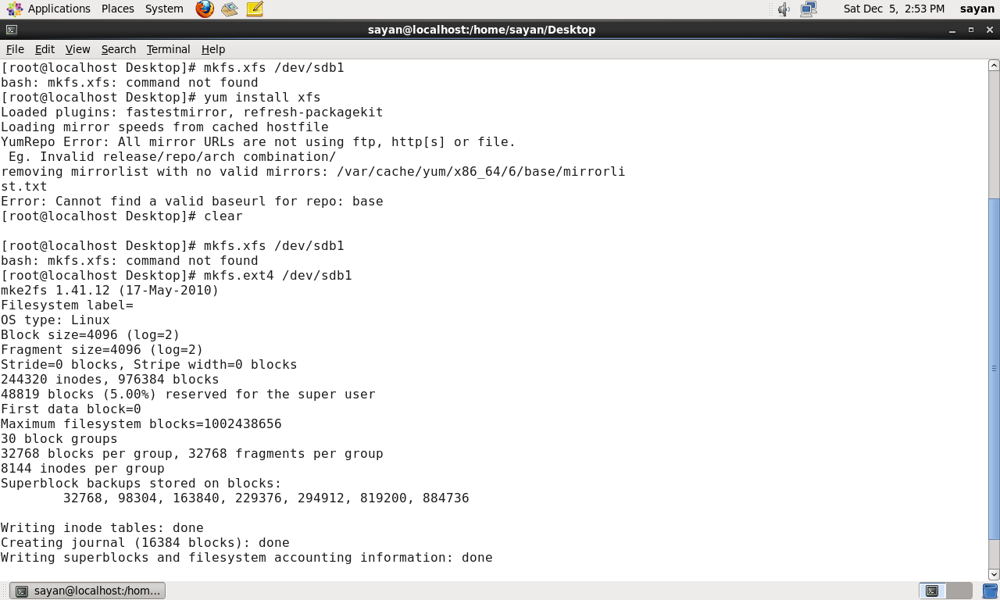 Applications Places System Sat Dec 5, 2:53 PM sayan
sayan@localhost:/home/sayan/Desktop
File Edit View Search Terminal Help
[root@localhost Desktop]# mkfs.xfs /dev/sdb1
bash: mkfs.xfs: command not found
[root@localhost Desktop]# yum install xfs
Loaded plugins: fastestmirror, refresh-packagekit
Loading mirror speeds from cached hostfile
YumRepo Error: All mirror URLs are not using ftp, http[s] or file.
 Eg. Invalid release/repo/arch combination/
removing mirrorlist with no valid mirrors: /var/cache/yum/x86_64/6/base/mirrorli
st.txt
Error: Cannot find a valid baseurl for repo: base
[root@localhost Desktop]# clear
[root@localhost Desktop]# mkfs.xfs /dev/sdb1
bash: mkfs.xfs: command not found
[root@localhost Desktop]# mkfs.ext4 /dev/sdb1
mke2fs 1.41.12 (17-May-2010)
Filesystem label=
OS type: Linux
Block size=4096 (log=2)
Fragment size=4096 (log=2)
Stride=0 blocks, Stripe width=0 blocks
244320 inodes, 976384 blocks
48819 blocks (5.00%) reserved for the super user
First data block=0
Maximum filesystem blocks=1002438656
30 block groups
32768 blocks per group, 32768 fragments per group
8144 inodes per group
Superblock backups stored on blocks:
        32768, 98304, 163840, 229376, 294912, 819200, 884736
Writing inode tables: done
Creating journal (16384 blocks): done
Writing superblocks and filesystem accounting information: done
sayan@localhost:/hom...